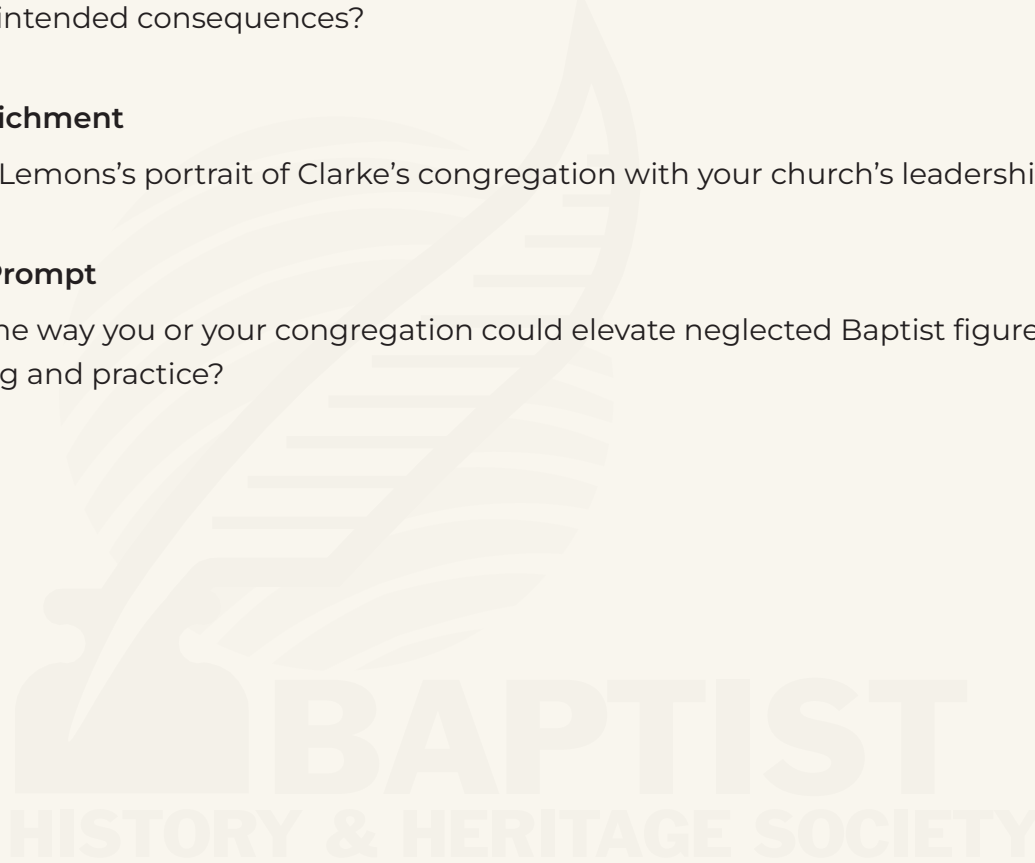 intended consequences?
ichment
Lemons’s portrait of Clarke’s congregation with your church’s leadershi
Prompt
ne way you or your congregation could elevate neglected Baptist figure
g and practice?
BAPTIST
HISTORY & HERITAGE SOCIETY